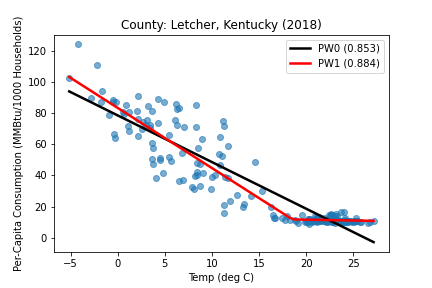 County: Letcher, Kentucky (2018)
Per-Capita Consumption (MMBtu/1000 Households)
120
100
80
60
40
20
0
PW0 (0.853)
PW1 (0.884)
−5 0 5 10 15 20 25
Temp (deg C)